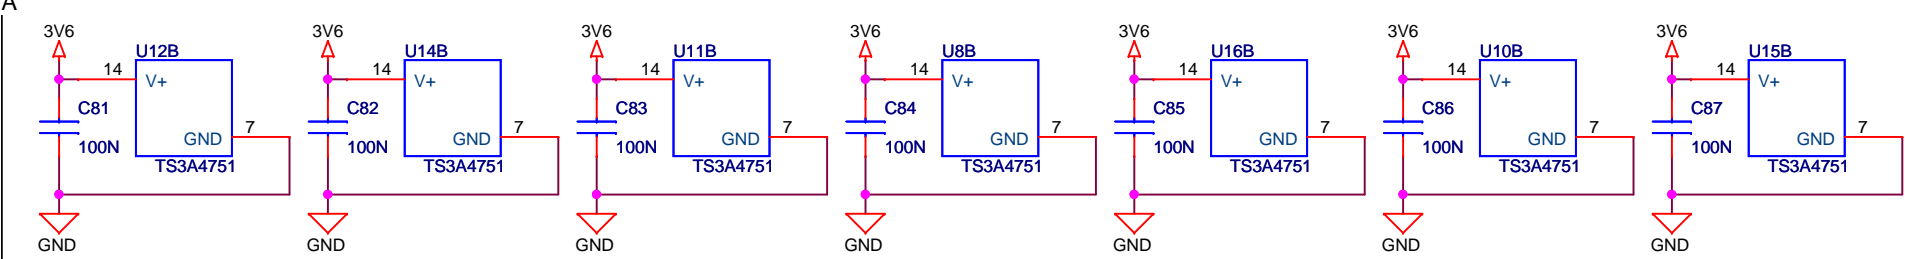 A
3V6 3V6 3V6 3V6 3V6 3V6 3V6
U12B U14B U11B U8B U16B U10B U15B
14 V+ 14 V+ 14 V+ 14 V+ 14 V+ 14 V+ 14 V+
C81 C82 C83 C84 C85 C86 C87
7 7 7 7 7 7 7
100N GND 100N GND 100N GND 100N GND 100N GND 100N GND 100N GND
TS3A4751 TS3A4751 TS3A4751 TS3A4751 TS3A4751 TS3A4751 TS3A4751
GND GND GND GND GND GND GND